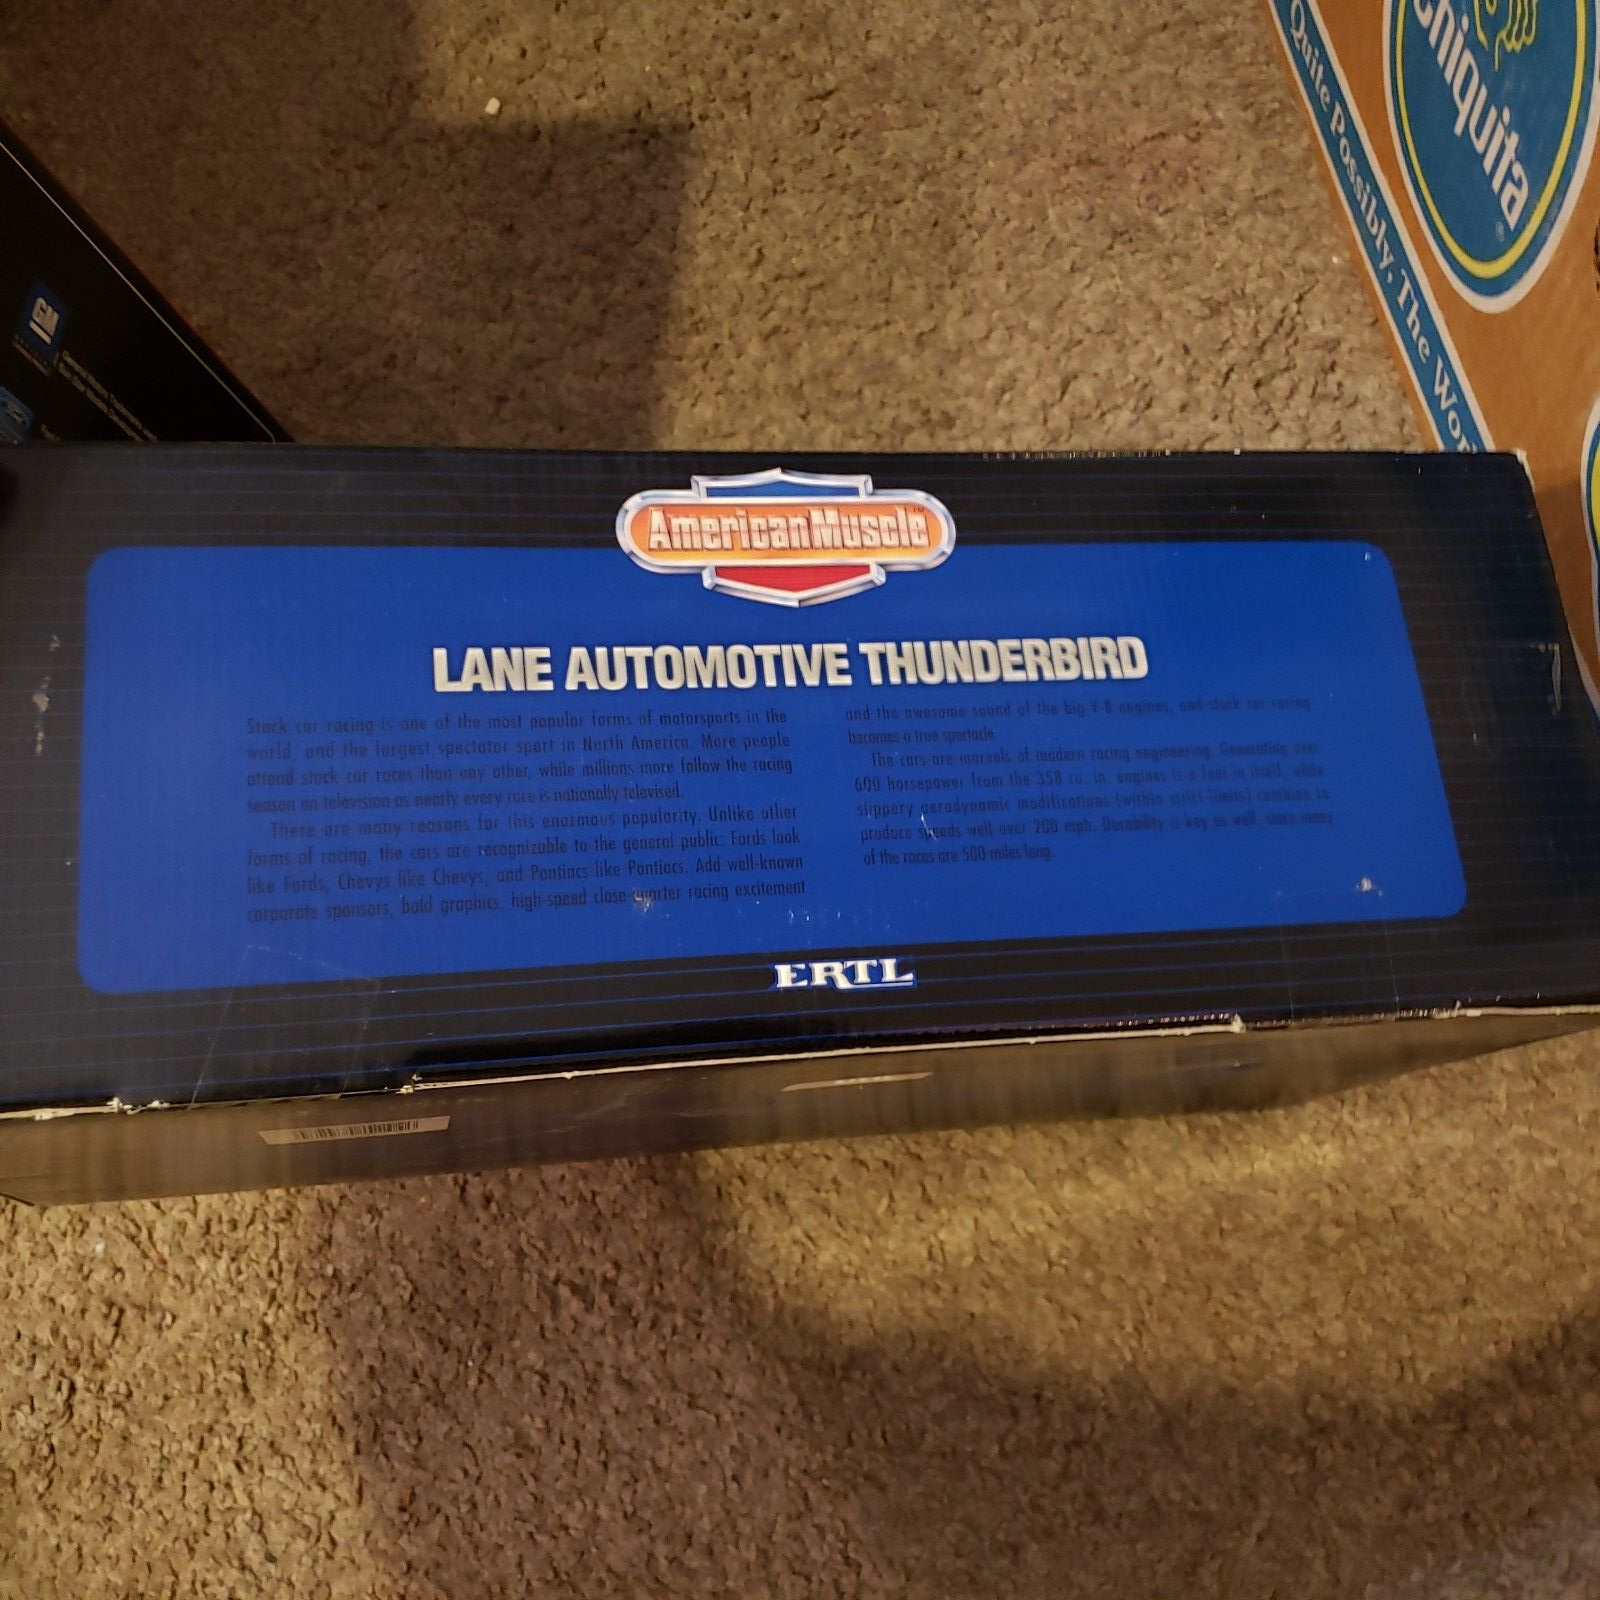 chiquita
®
Quite Possibly, The Wor
GM
AmericanMuscle™
LANE AUTOMOTIVE THUNDERBIRD
Stock car racing is one of the most popular forms of motorsports in the
world, and the largest spectator sport in North America. More people
attend stock car races than any other, while millions more follow the racing
season on television as nearly every race is nationally televised.
There are many reasons for this enormous popularity. Unlike other
forms of racing, the cars are recognizable to the general public: Fords look
like Fords, Chevys like Chevys, and Pontiacs like Pontiacs. Add well-known
corporate sponsors, bold graphics, high-speed close-quarter racing excitement
and the awesome sound of the big V-8 engines, and stock car racing
becomes a true spectacle.
The cars are marvels of modern racing engineering. Generating over
600 horsepower from the 358 cu. in. engines is a feat in itself, while
slippery aerodynamic modifications (within strict limits) combine to
produce speeds well over 200 mph. Durability is key as well, since many
of the races are 500 miles long.
ERTL